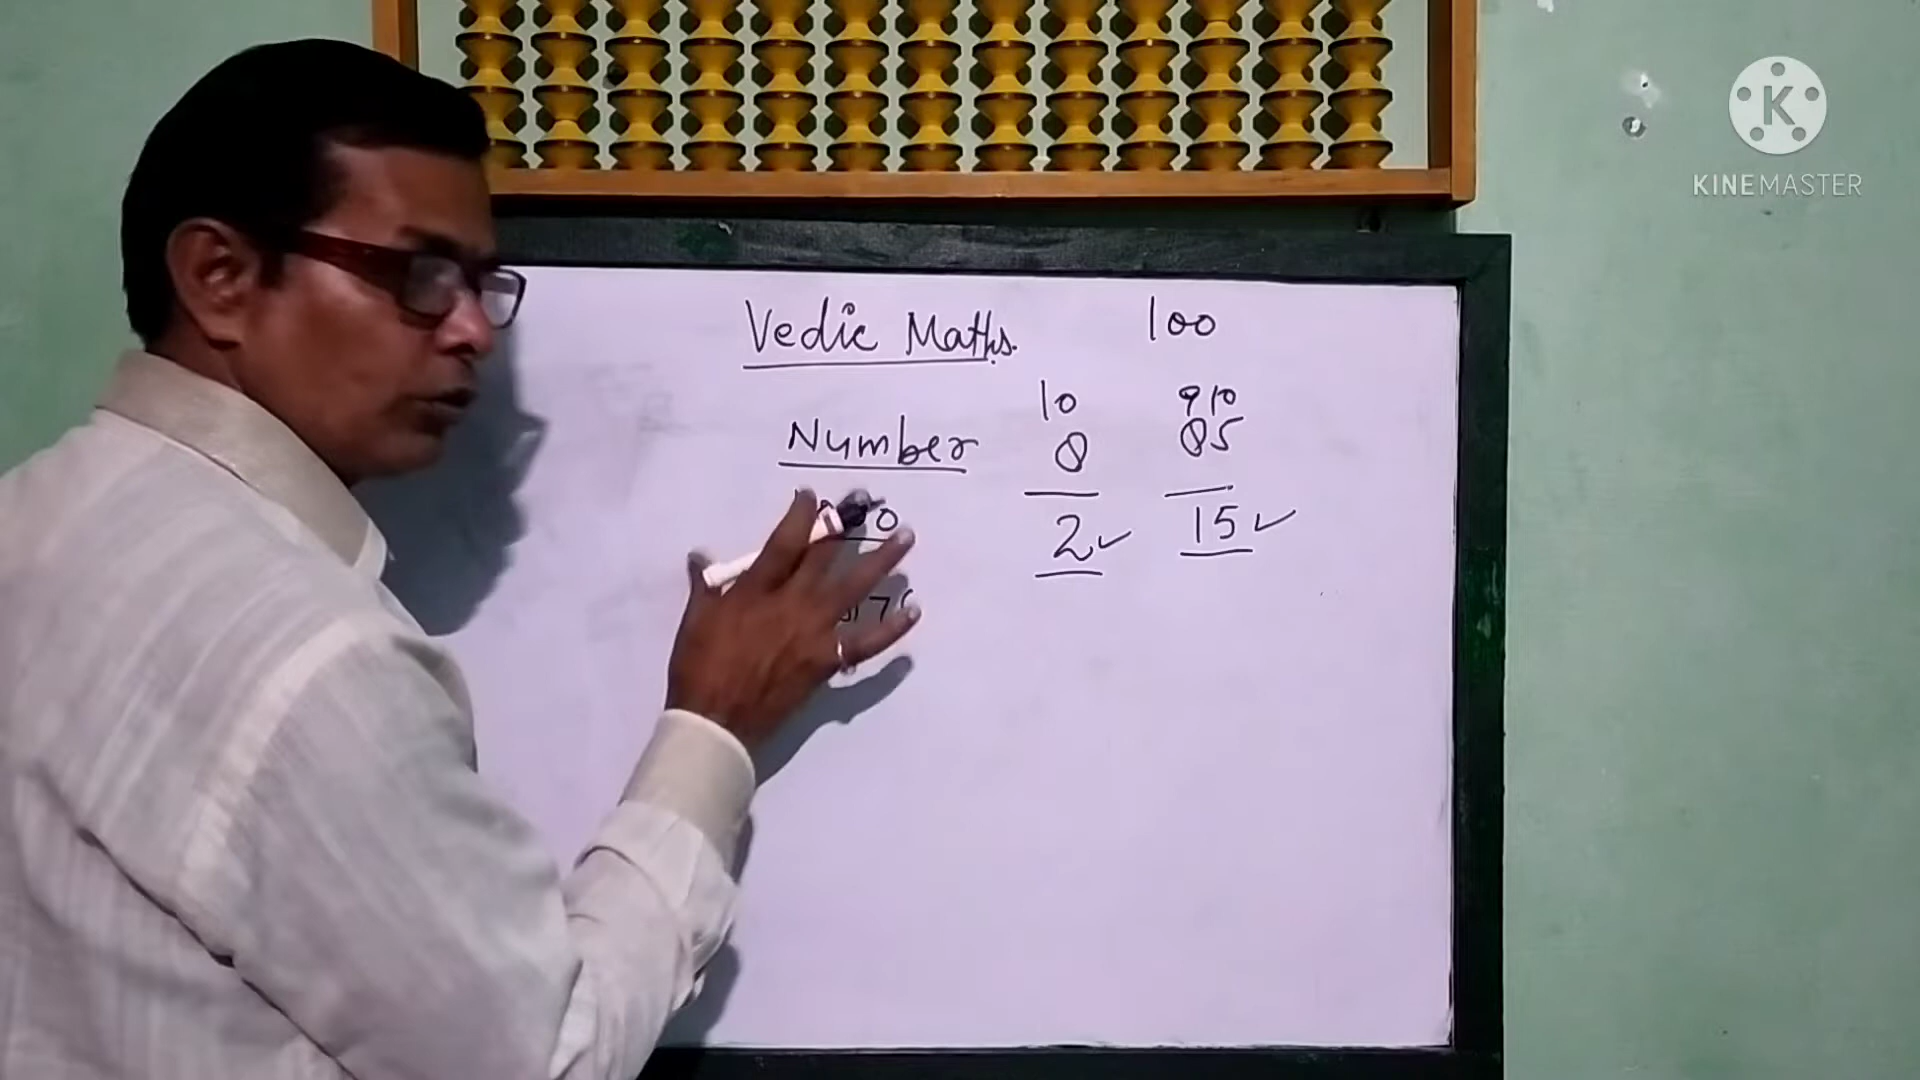 KINEMASTER
Vedic Maths. 100
10 9 10
Number 8 85
2✓ 15✓